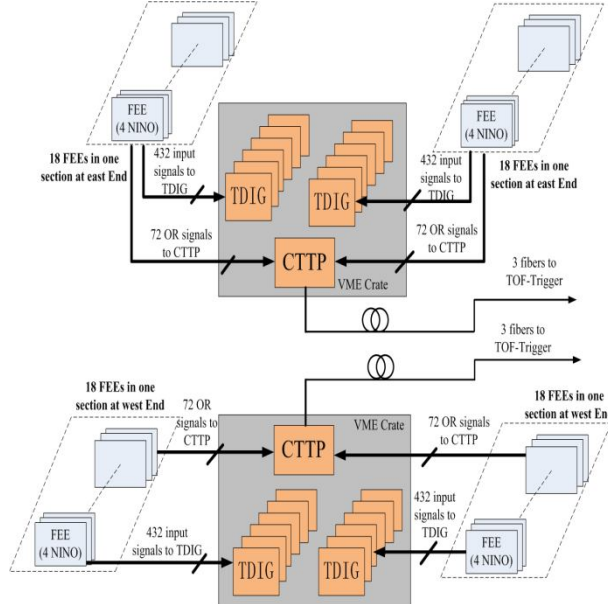 FEE
(4 NINO)
18 FEEs in one
section at east End
432 input
signals to
TDIG
TDIG
TDIG
432 input
signals to
TDIG
FEE
(4 NINO)
18 FEEs in one
section at east End
72 OR signals
to CTTP
CTTP
72 OR signals
to CTTP
VME Crate
3 fibers to
TOF-Trigger
3 fibers to
TOF-Trigger
18 FEEs in one
section at west End
72 OR
signals to
CTTP
VME Crate
CTTP
72 OR signals
to CTTP
18 FEEs in one
section at west En
FEE
(4 NINO)
432 input
signals to TDIG
TDIG
TDIG
432 input
signals to
TDIG
FEE
(4 NINO)